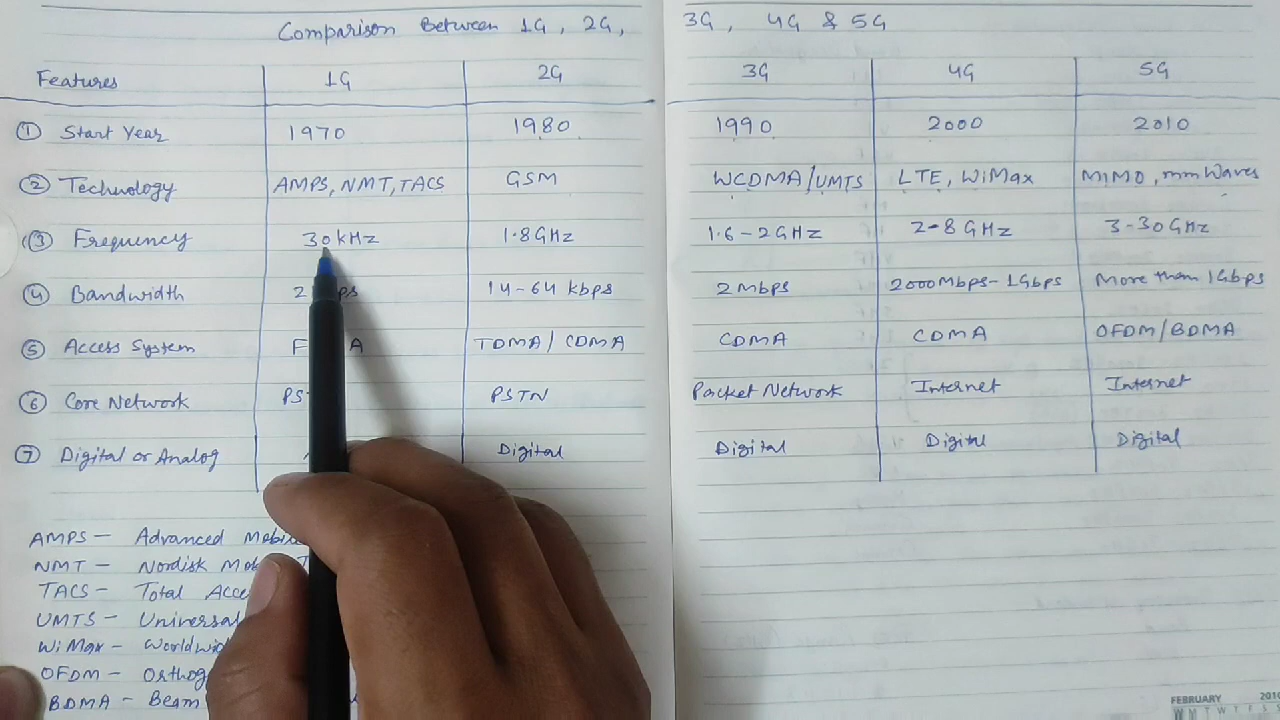 Comparison Between 1G, 2G, 3G, 4G & 5G
Features 1G 2G 3G 4G 5G
① Start Year 1970 1980 1990 2000 2010
② Technology AMPS, NMT, TACS GSM WCDMA/UMTS LTE, WiMax MIMO, mm Waves
③ Frequency 30kHz 1.8GHz 1.6-2GHz 2-8GHz 3-30GHz
④ Bandwidth 14-64 kbps 2Mbps 2000Mbps-1Gbps More than 1Gbps
⑤ Access System TDMA/CDMA CDMA CDMA OFDM/BDMA
⑥ Core Network PSTN Packet Network Internet Internet
⑦ Digital or Analog Digital Digital Digital Digital
AMPS - Advanced
NMT - Nordisk
TACS - Total
UMTS - Universal
WiMax -
OFDM -
BDMA - Beam
FEBRUARY 2010